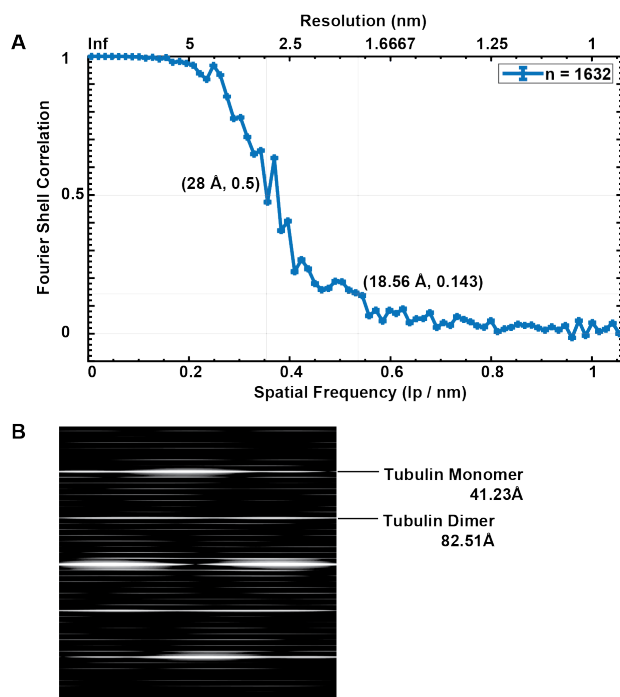 Resolution (nm)
A
Inf 5 2.5 1.6667 1.25 1
1
n = 1632
Fourier Shell Correlation
(28 Å, 0.5)
0.5
(18.56 Å, 0.143)
0
0 0.2 0.4 0.6 0.8 1
Spatial Frequency (lp / nm)
B
Tubulin Monomer
41.23Å
Tubulin Dimer
82.51Å